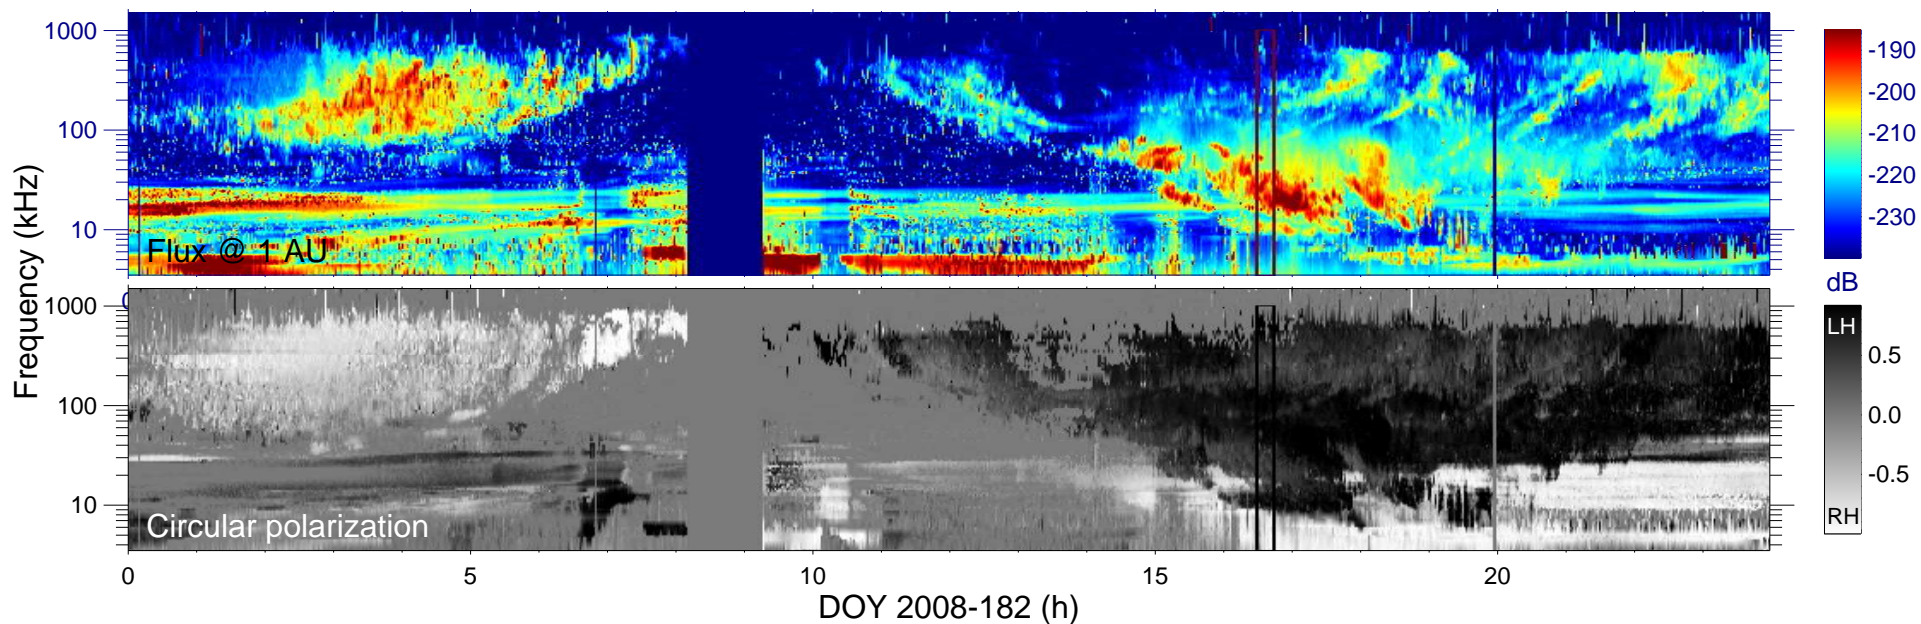 1000
100
10
Flux @ 1 AU
-190
-200
-210
-220
-230
dB
Frequency (kHz)
0
1000
100
10
Circular polarization
LH
0.5
0.0
-0.5
RH
0 5 10 15 20
DOY 2008-182 (h)